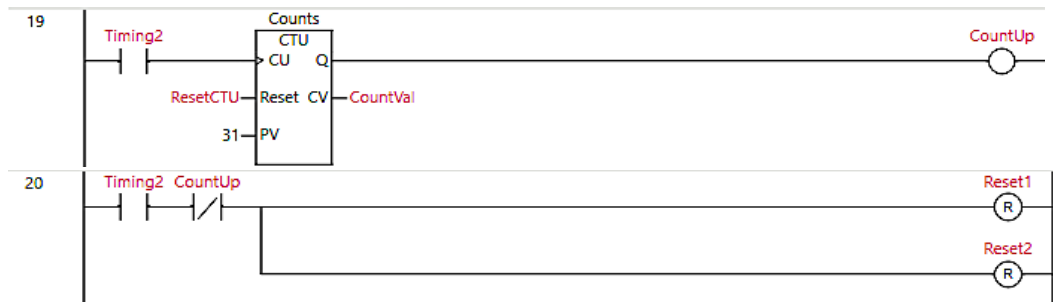 19
Counts
Timing2
CTU
CountUp
CU Q
ResetCTU Reset CV CountVal
31 PV
20
Timing2 CountUp
Reset1
R
Reset2
R